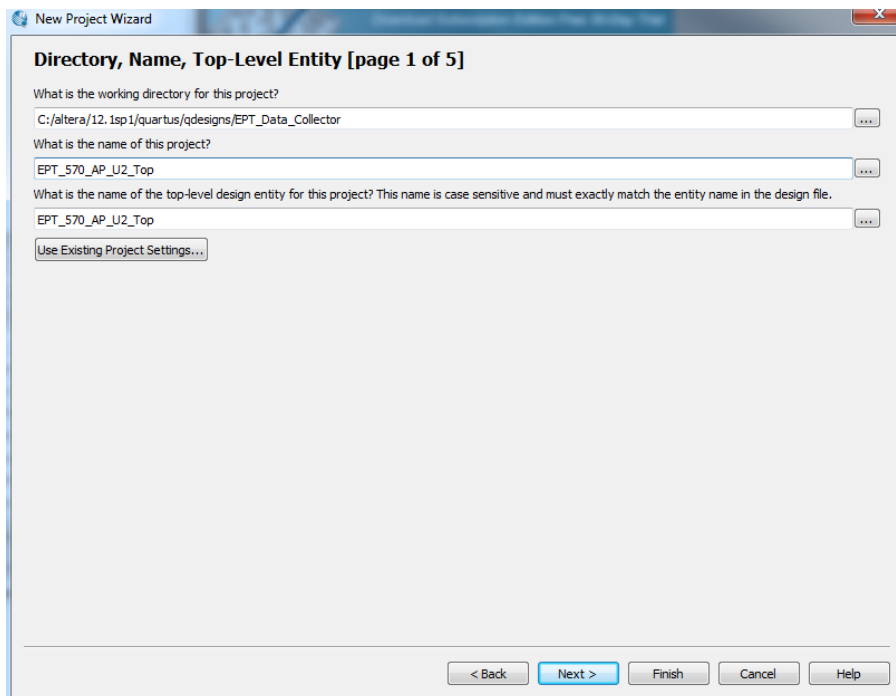 New Project Wizard
Directory, Name, Top-Level Entity [page 1 of 5]
What is the working directory for this project?
C:/altera/12.1sp1/quartus/qdesigns/EPT_Data_Collector
...
What is the name of this project?
EPT_570_AP_U2_Top
...
What is the name of the top-level design entity for this project? This name is case sensitive and must exactly match the entity name in the design file.
EPT_570_AP_U2_Top
...
Use Existing Project Settings...
< Back Next > Finish Cancel Help